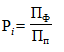 Pᵢ = Пф / Пп